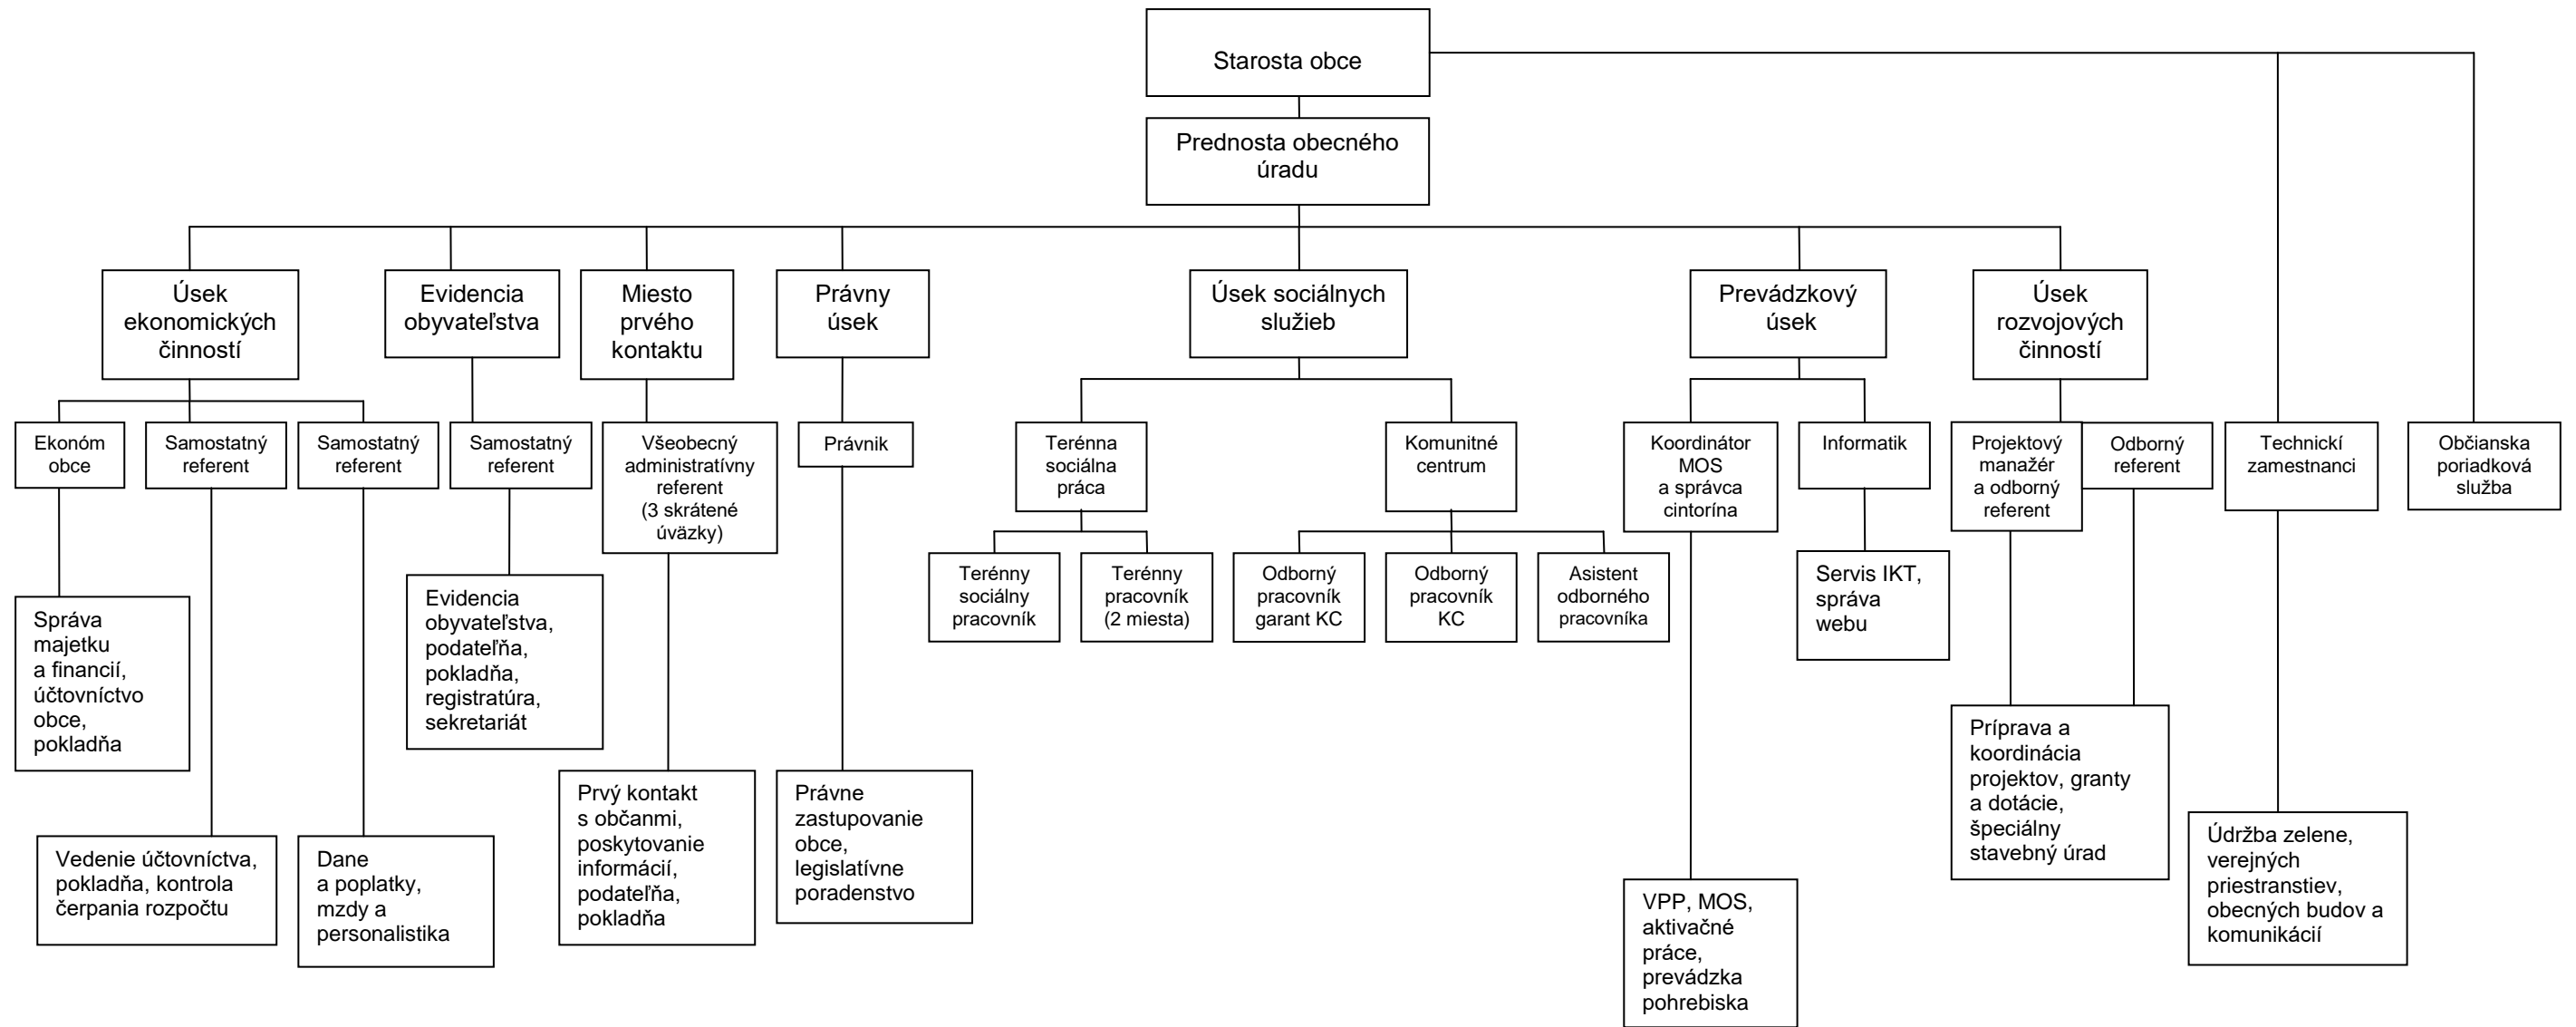 Starosta obce
Prednosta obecného
úradu
Úsek
ekonomických
činností
Evidencia
obyvateľstva
Miesto
prvého
kontaktu
Právny
úsek
Úsek sociálnych
služieb
Prevádzkový
úsek
Úsek
rozvojových
činností
Ekonóm
obce
Samostatný
referent
Samostatný
referent
Samostatný
referent
Všeobecný
administratívny
referent
(3 skrátené
úväzky)
Právnik
Terénna
sociálna
práca
Komunitné
centrum
Koordinátor
MOS
a správca
cintorína
Informatik
Projektový
manažér
a odborný
referent
Odborný
referent
Technickí
zamestnanci
Občianska
poriadková
služba
Terénny
sociálny
pracovník
Terénny
pracovník
(2 miesta)
Odborný
pracovník
garant KC
Odborný
pracovník
KC
Asistent
odborného
pracovníka
Servis IKT,
správa
webu
Správa
majetku
a financií,
účtovníctvo
obce,
pokladňa
Evidencia
obyvateľstva,
podateľňa,
pokladňa,
registratúra,
sekretariát
Príprava a
koordinácia
projektov, granty
a dotácie,
špeciálny
stavebný úrad
Prvý kontakt
s občanmi,
poskytovanie
informácií,
podateľňa,
pokladňa
Právne
zastupovanie
obce,
legislatívne
poradenstvo
Údržba zelene,
verejných
priestranstiev,
obecných budov a
komunikácií
Vedenie účtovníctva,
pokladňa, kontrola
čerpania rozpočtu
Dane
a poplatky,
mzdy a
personalistika
VPP, MOS,
aktivačné
práce,
prevádzka
pohrebiska